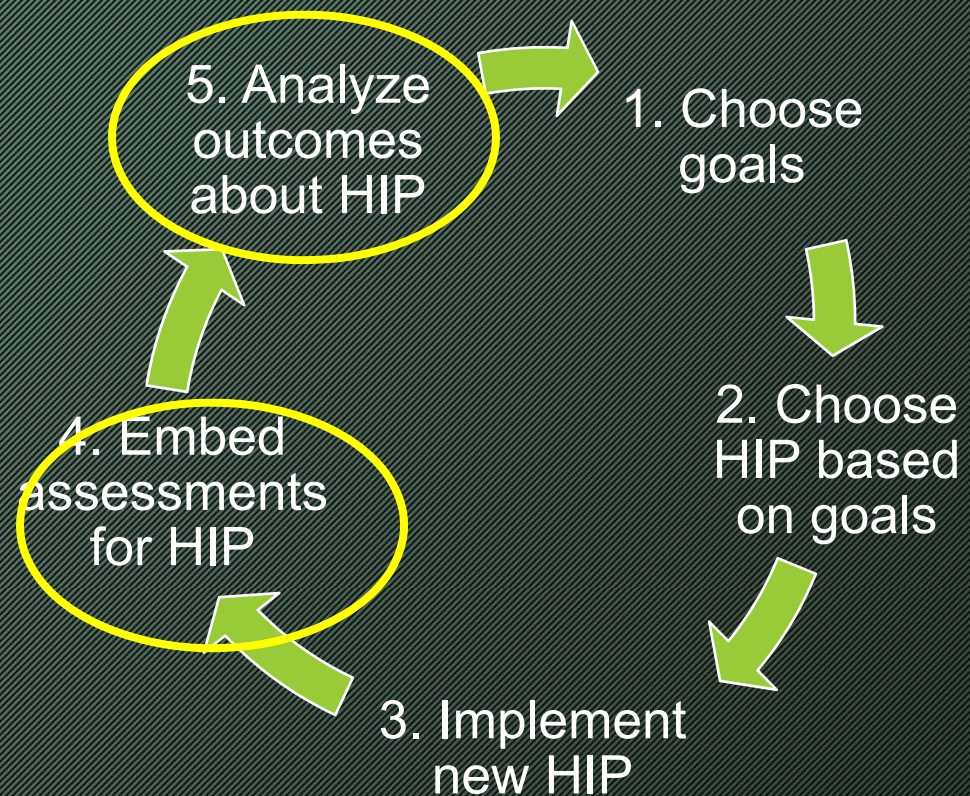 1. Choose
goals
2. Choose
HIP based
on goals
3. Implement
new HIP
4. Embed
assessments
for HIP
5. Analyze
outcomes
about HIP